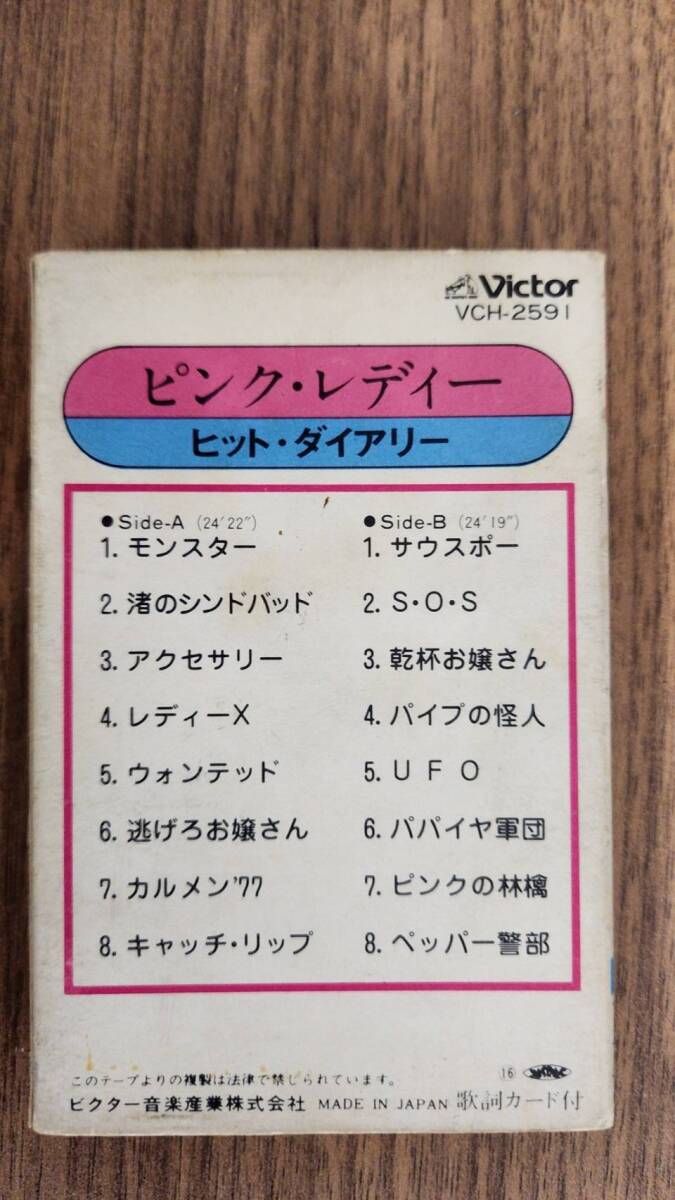 Victor
VCH-2591
ピンク・レディー
ヒット・ダイアリー
●Side-A (24'22")
1. モンスター
2. 渚のシンドバッド
3. アクセサリー
4. レディーX
5. ウォンテッド
6. 逃げろお嬢さん
7. カルメン'77
8. キャッチ・リップ
●Side-B (24'19")
1. サウスポー
2. S・O・S
3. 乾杯お嬢さん
4. パイプの怪人
5. UFO
6. パパイヤ軍団
7. ピンクの林檎
8. ペッパー警部
このテープよりの複製は法律で禁じられています。
⑯
ビクター音楽産業株式会社 MADE IN JAPAN 歌詞カード付